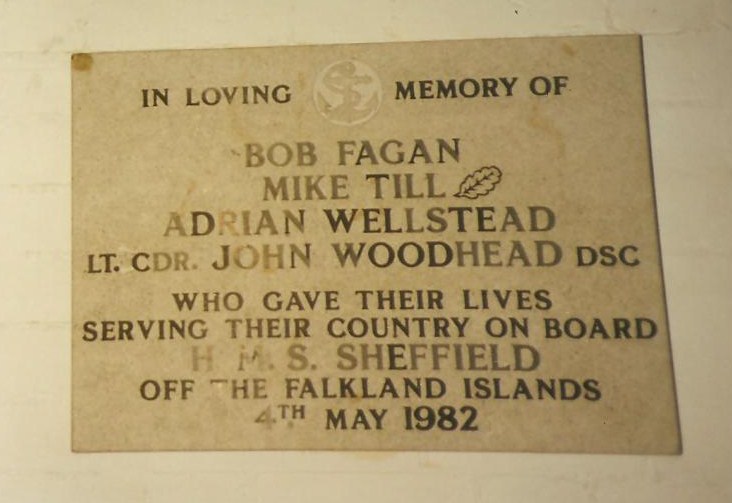 IN LOVING MEMORY OF
BOB FAGAN
MIKE TILL
ADRIAN WELLSTEAD
LT. CDR. JOHN WOODHEAD DSC
WHO GAVE THEIR LIVES
SERVING THEIR COUNTRY ON BOARD
H.M.S. SHEFFIELD
OFF THE FALKLAND ISLANDS
4TH MAY 1982